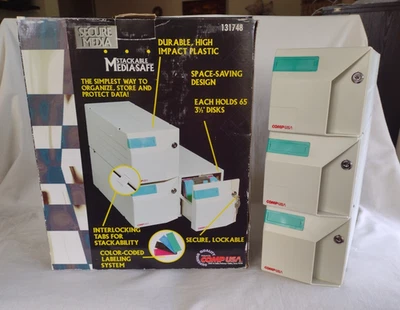 SECURE
MEDIA
131748
STACKABLE
MEDIASAFE
THE SIMPLEST WAY TO
ORGANIZE, STORE AND
PROTECT DATA!
DURABLE, HIGH
IMPACT PLASTIC
SPACE-SAVING
DESIGN
EACH HOLDS 65
3½" DISKS
INTERLOCKING
TABS FOR
STACKABILITY
COLOR-CODED
LABELING
SYSTEM
SECURE, LOCKABLE
COMPUSA
COMPUSA
COMPUSA
COMPUSA